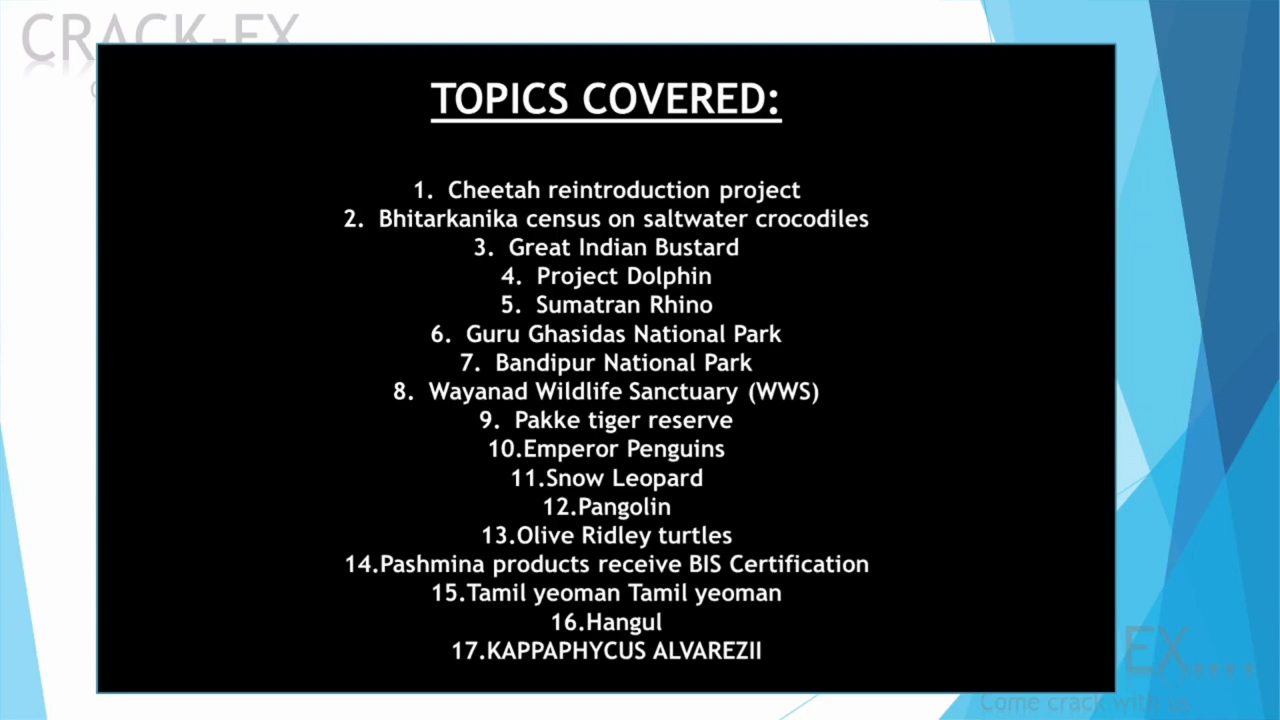 CRACK-EX
TOPICS COVERED:
1. Cheetah reintroduction project
2. Bhitarkanika census on saltwater crocodiles
3. Great Indian Bustard
4. Project Dolphin
5. Sumatran Rhino
6. Guru Ghasidas National Park
7. Bandipur National Park
8. Wayanad Wildlife Sanctuary (WWS)
9. Pakke tiger reserve
10.Emperor Penguins
11.Snow Leopard
12.Pangolin
13.Olive Ridley turtles
14.Pashmina products receive BIS Certification
15.Tamil yeoman Tamil yeoman
16.Hangul
17.KAPPAPHYCUS ALVAREZII
EX....
Come crack with us